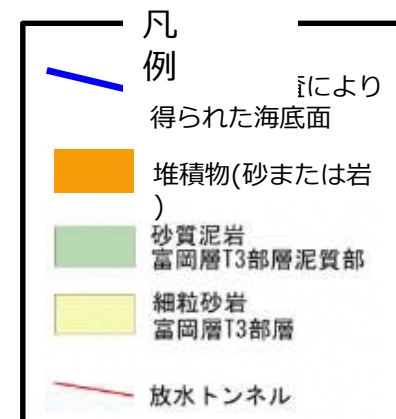 凡
例
査により
得られた海底面
堆積物(砂または岩
)
砂質泥岩
富岡層T3部層泥質部
細粒砂岩
富岡層T3部層
放水トンネル